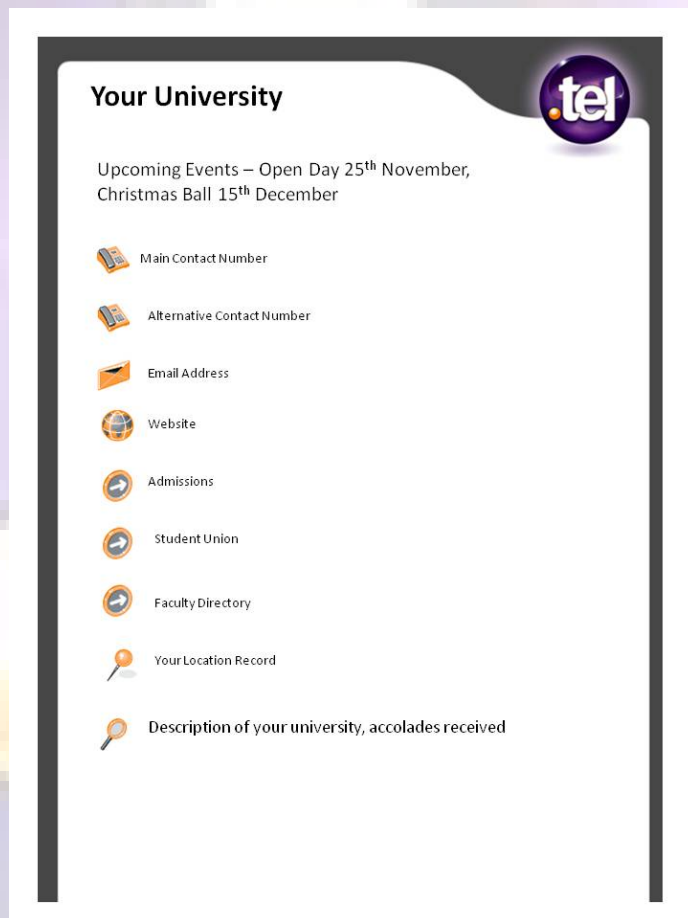 Your University
.tel
Upcoming Events – Open Day 25th November,
Christmas Ball 15th December
Main Contact Number
Alternative Contact Number
Email Address
Website
Admissions
Student Union
Faculty Directory
Your Location Record
Description of your university, accolades received